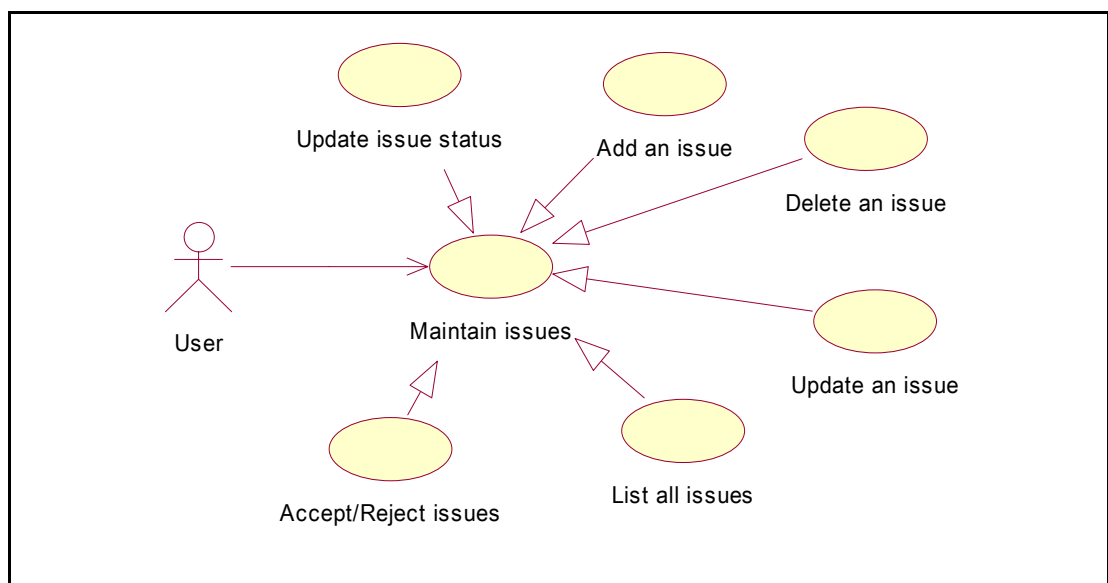 Update issue status
Add an issue
Delete an issue
User
Maintain issues
Update an issue
List all issues
Accept/Reject issues